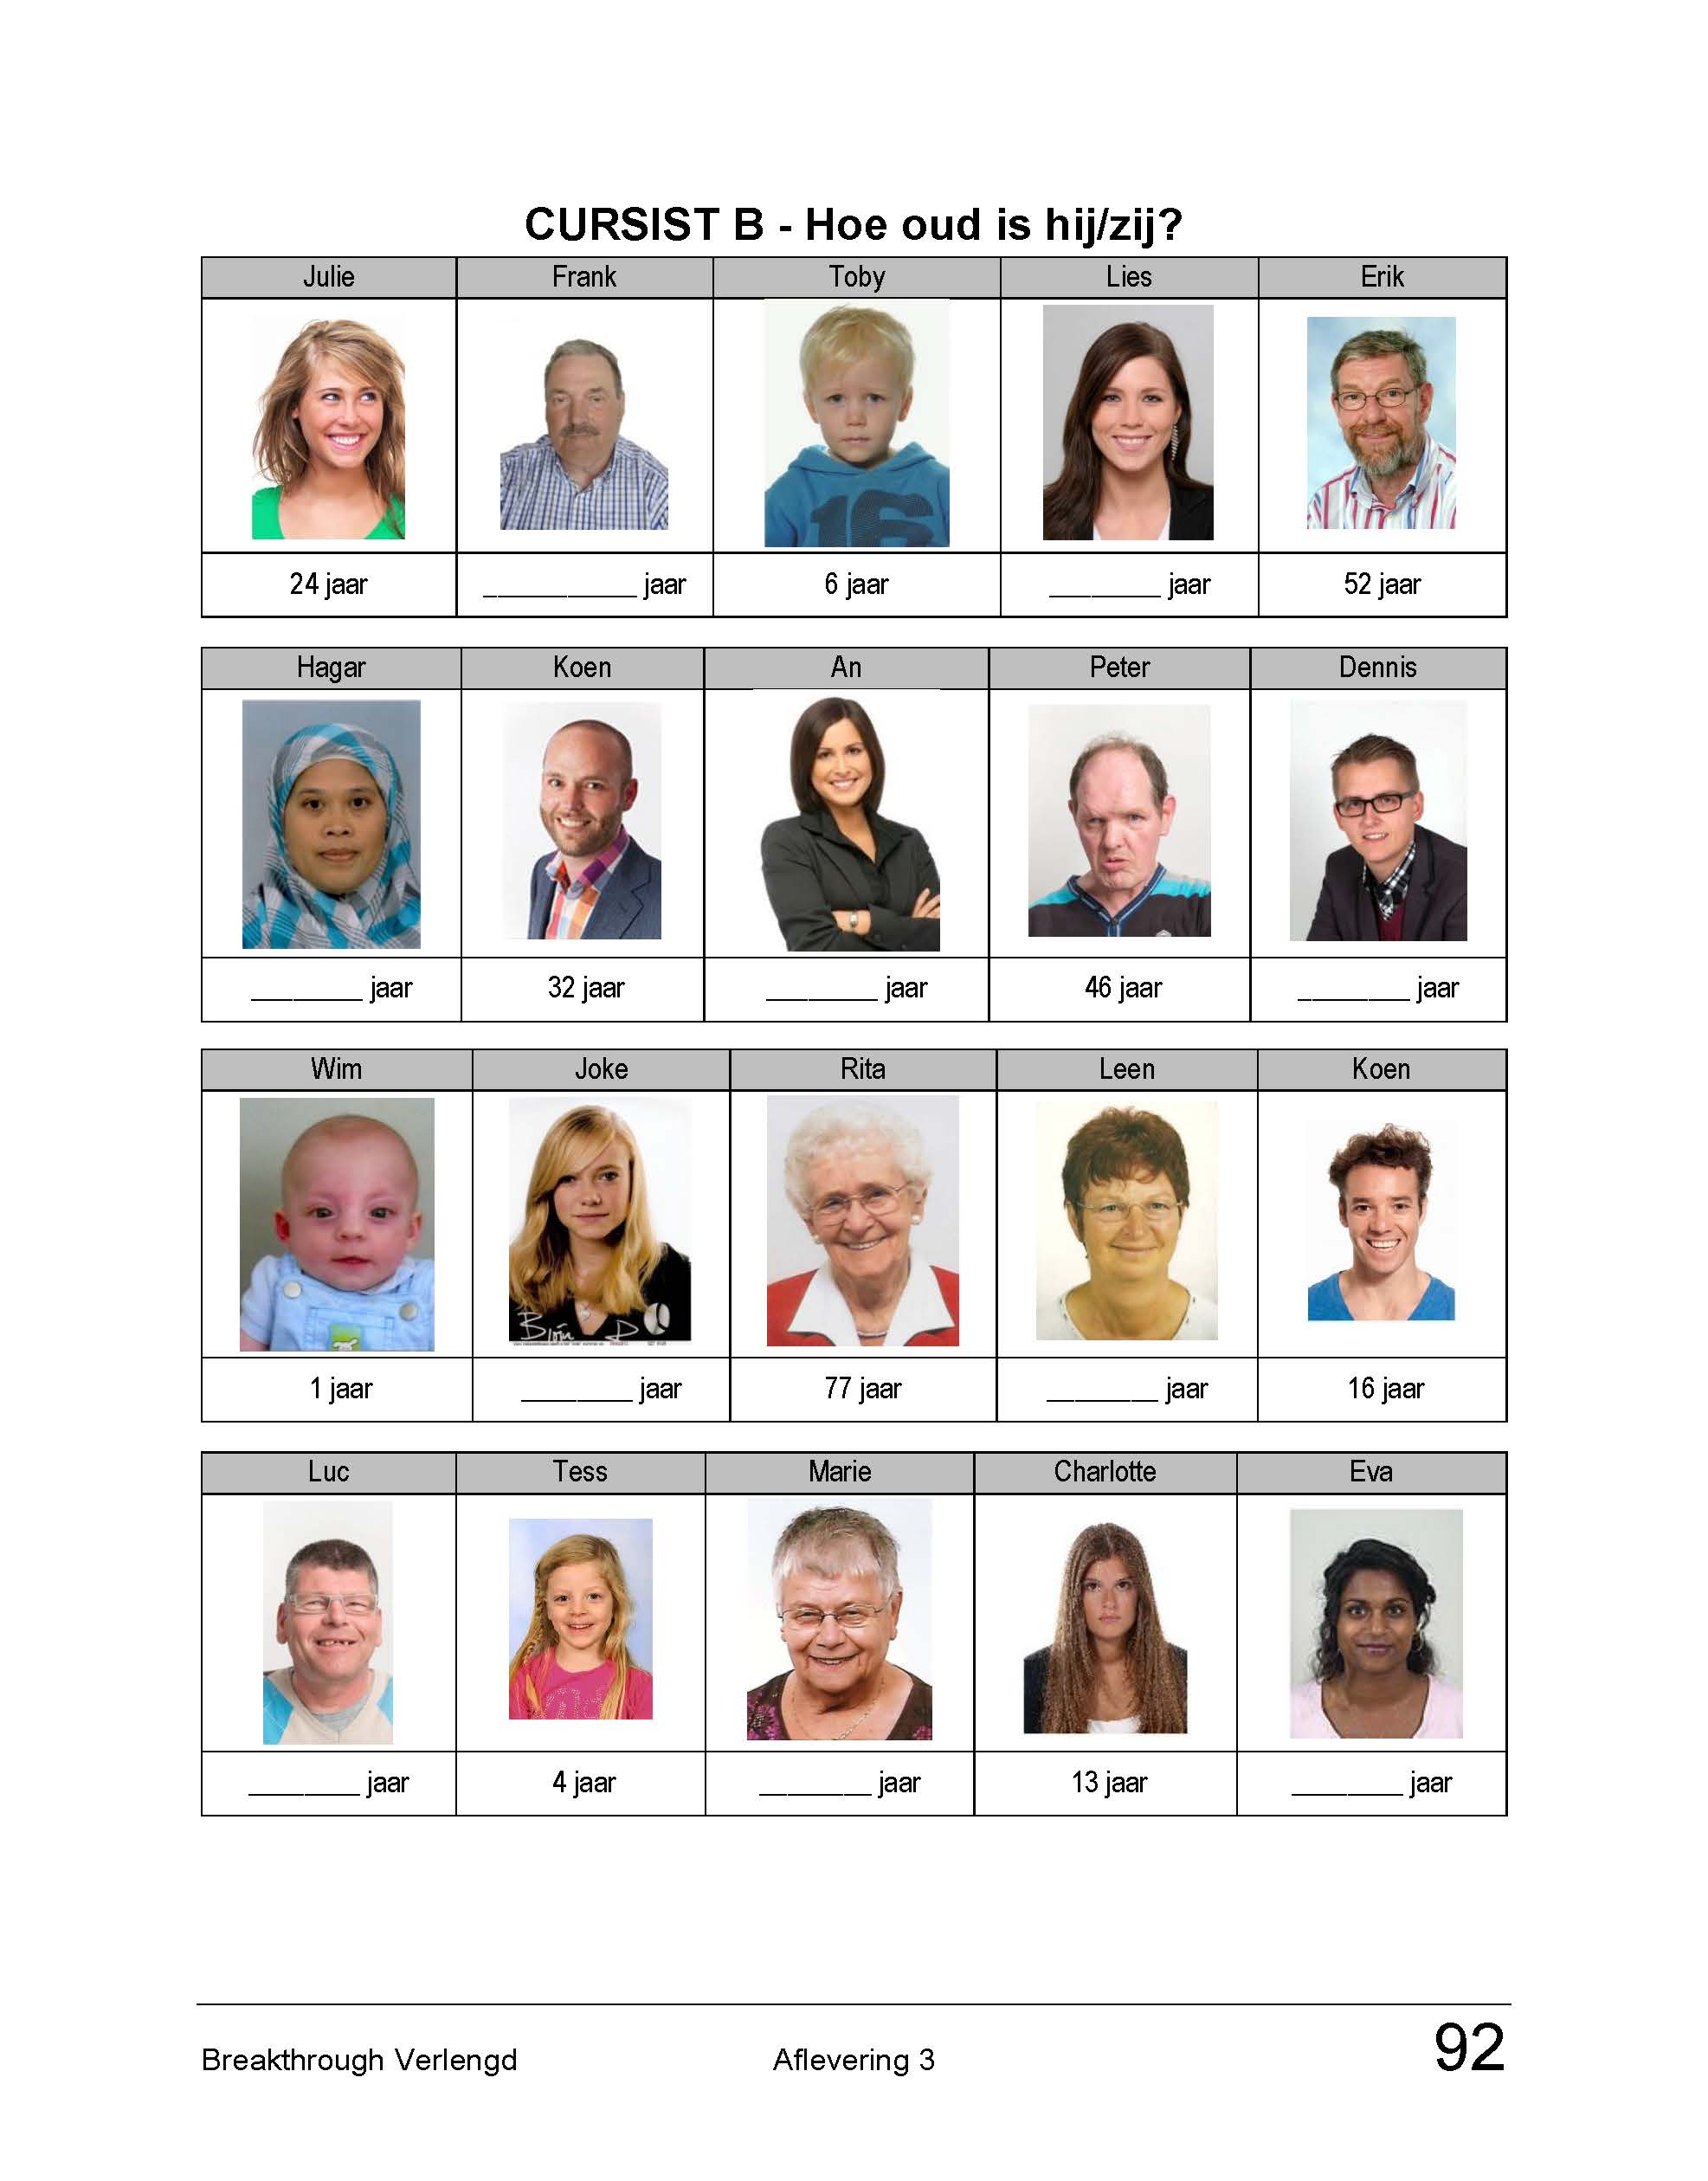 CURSIST B - Hoe oud is hij/zij?
Julie Frank Toby Lies Erik
16
24 jaar ___________ jaar 6 jaar ________ jaar 52 jaar
Hagar Koen An Peter Dennis
________ jaar 32 jaar ________ jaar 46 jaar ________ jaar
Wim Joke Rita Leen Koen
1 jaar ________ jaar 77 jaar ________ jaar 16 jaar
Luc Tess Marie Charlotte Eva
________ jaar 4 jaar ________ jaar 13 jaar ________ jaar
Breakthrough Verlengd Aflevering 3 92